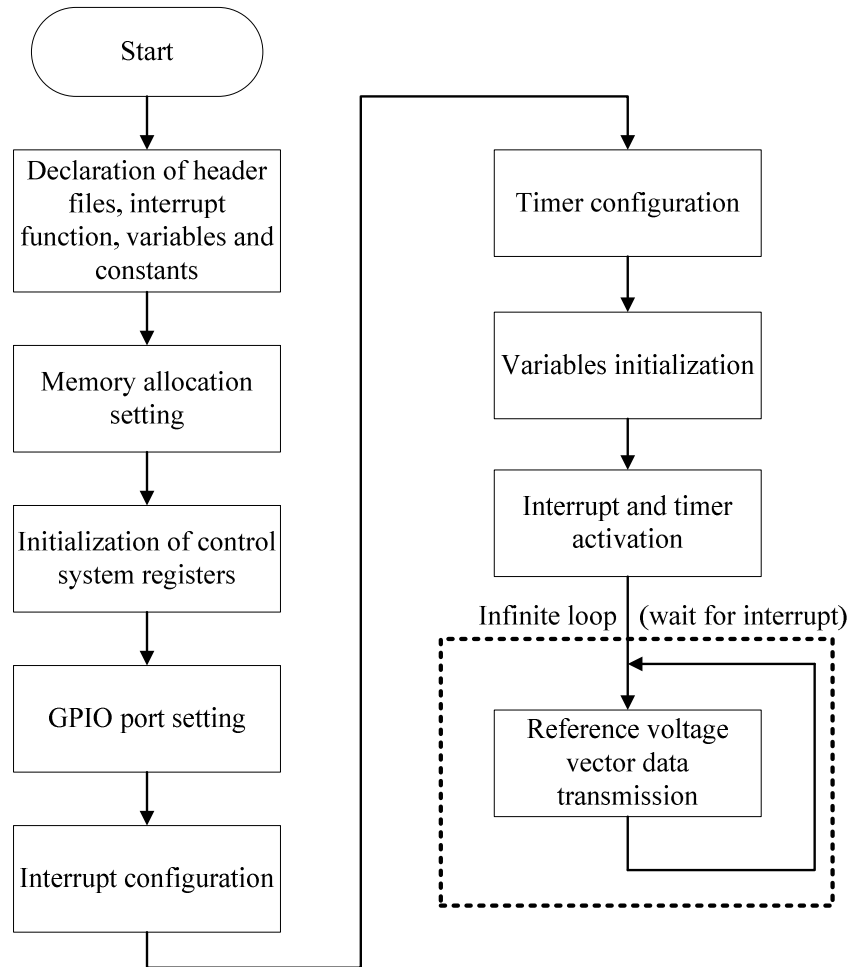 Start
Declaration of header
files, interrupt
function, variables and
constants
Memory allocation
setting
Initialization of control
system registers
GPIO port setting
Interrupt configuration
Timer configuration
Variables initialization
Interrupt and timer
activation
Infinite loop (wait for interrupt)
Reference voltage
vector data
transmission